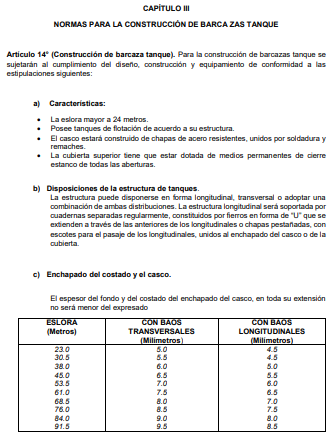 CAPÍTULO III
NORMAS PARA LA CONSTRUCCIÓN DE BARCA ZAS TANQUE
Artículo 14° (Construcción de barcaza tanque). Para la construcción de barcazas tanque se
sujetarán al cumplimiento del diseño, construcción y equipamiento de conformidad a las
estipulaciones siguientes:
a) Características:
• La eslora mayor a 24 metros.
• Posee tanques de flotación de acuerdo a su estructura.
• El casco estará construido de chapas de acero resistentes, unidos por soldadura y
remaches.
• La cubierta superior tiene que estar dotada de medios permanentes de cierre
estanco de todas las aberturas.
b) Disposiciones de la estructura de tanques.
La estructura puede disponerse en forma longitudinal, transversal o adoptar una
combinación de ambas distribuciones. La estructura longitudinal será soportada por
cuadernas separadas regularmente, constituidos por fierros en forma de "U" que se
extienden a través de las anteriores de los longitudinales o chapas pestañadas, con
escotes para el pasaje de los longitudinales, unidos al enchapado del casco o de la
cubierta.
c) Enchapado del costado y el casco.
El espesor del fondo y del costado del enchapado del casco, en toda su extensión
no será menor del expresado
ESLORA (Metros) CON BAOS TRANSVERSALES (Milímetros) CON BAOS LONGITUDINALES (Milímetros)
23.0 5.0 4.5
30.5 5.5 4.5
38.0 6.0 5.0
45.0 6.5 5.5
53.5 7.0 6.0
61.0 7.5 6.5
68.5 8.0 7.0
76.0 8.5 7.5
84.0 9.0 8.0
91.5 9.5 8.5